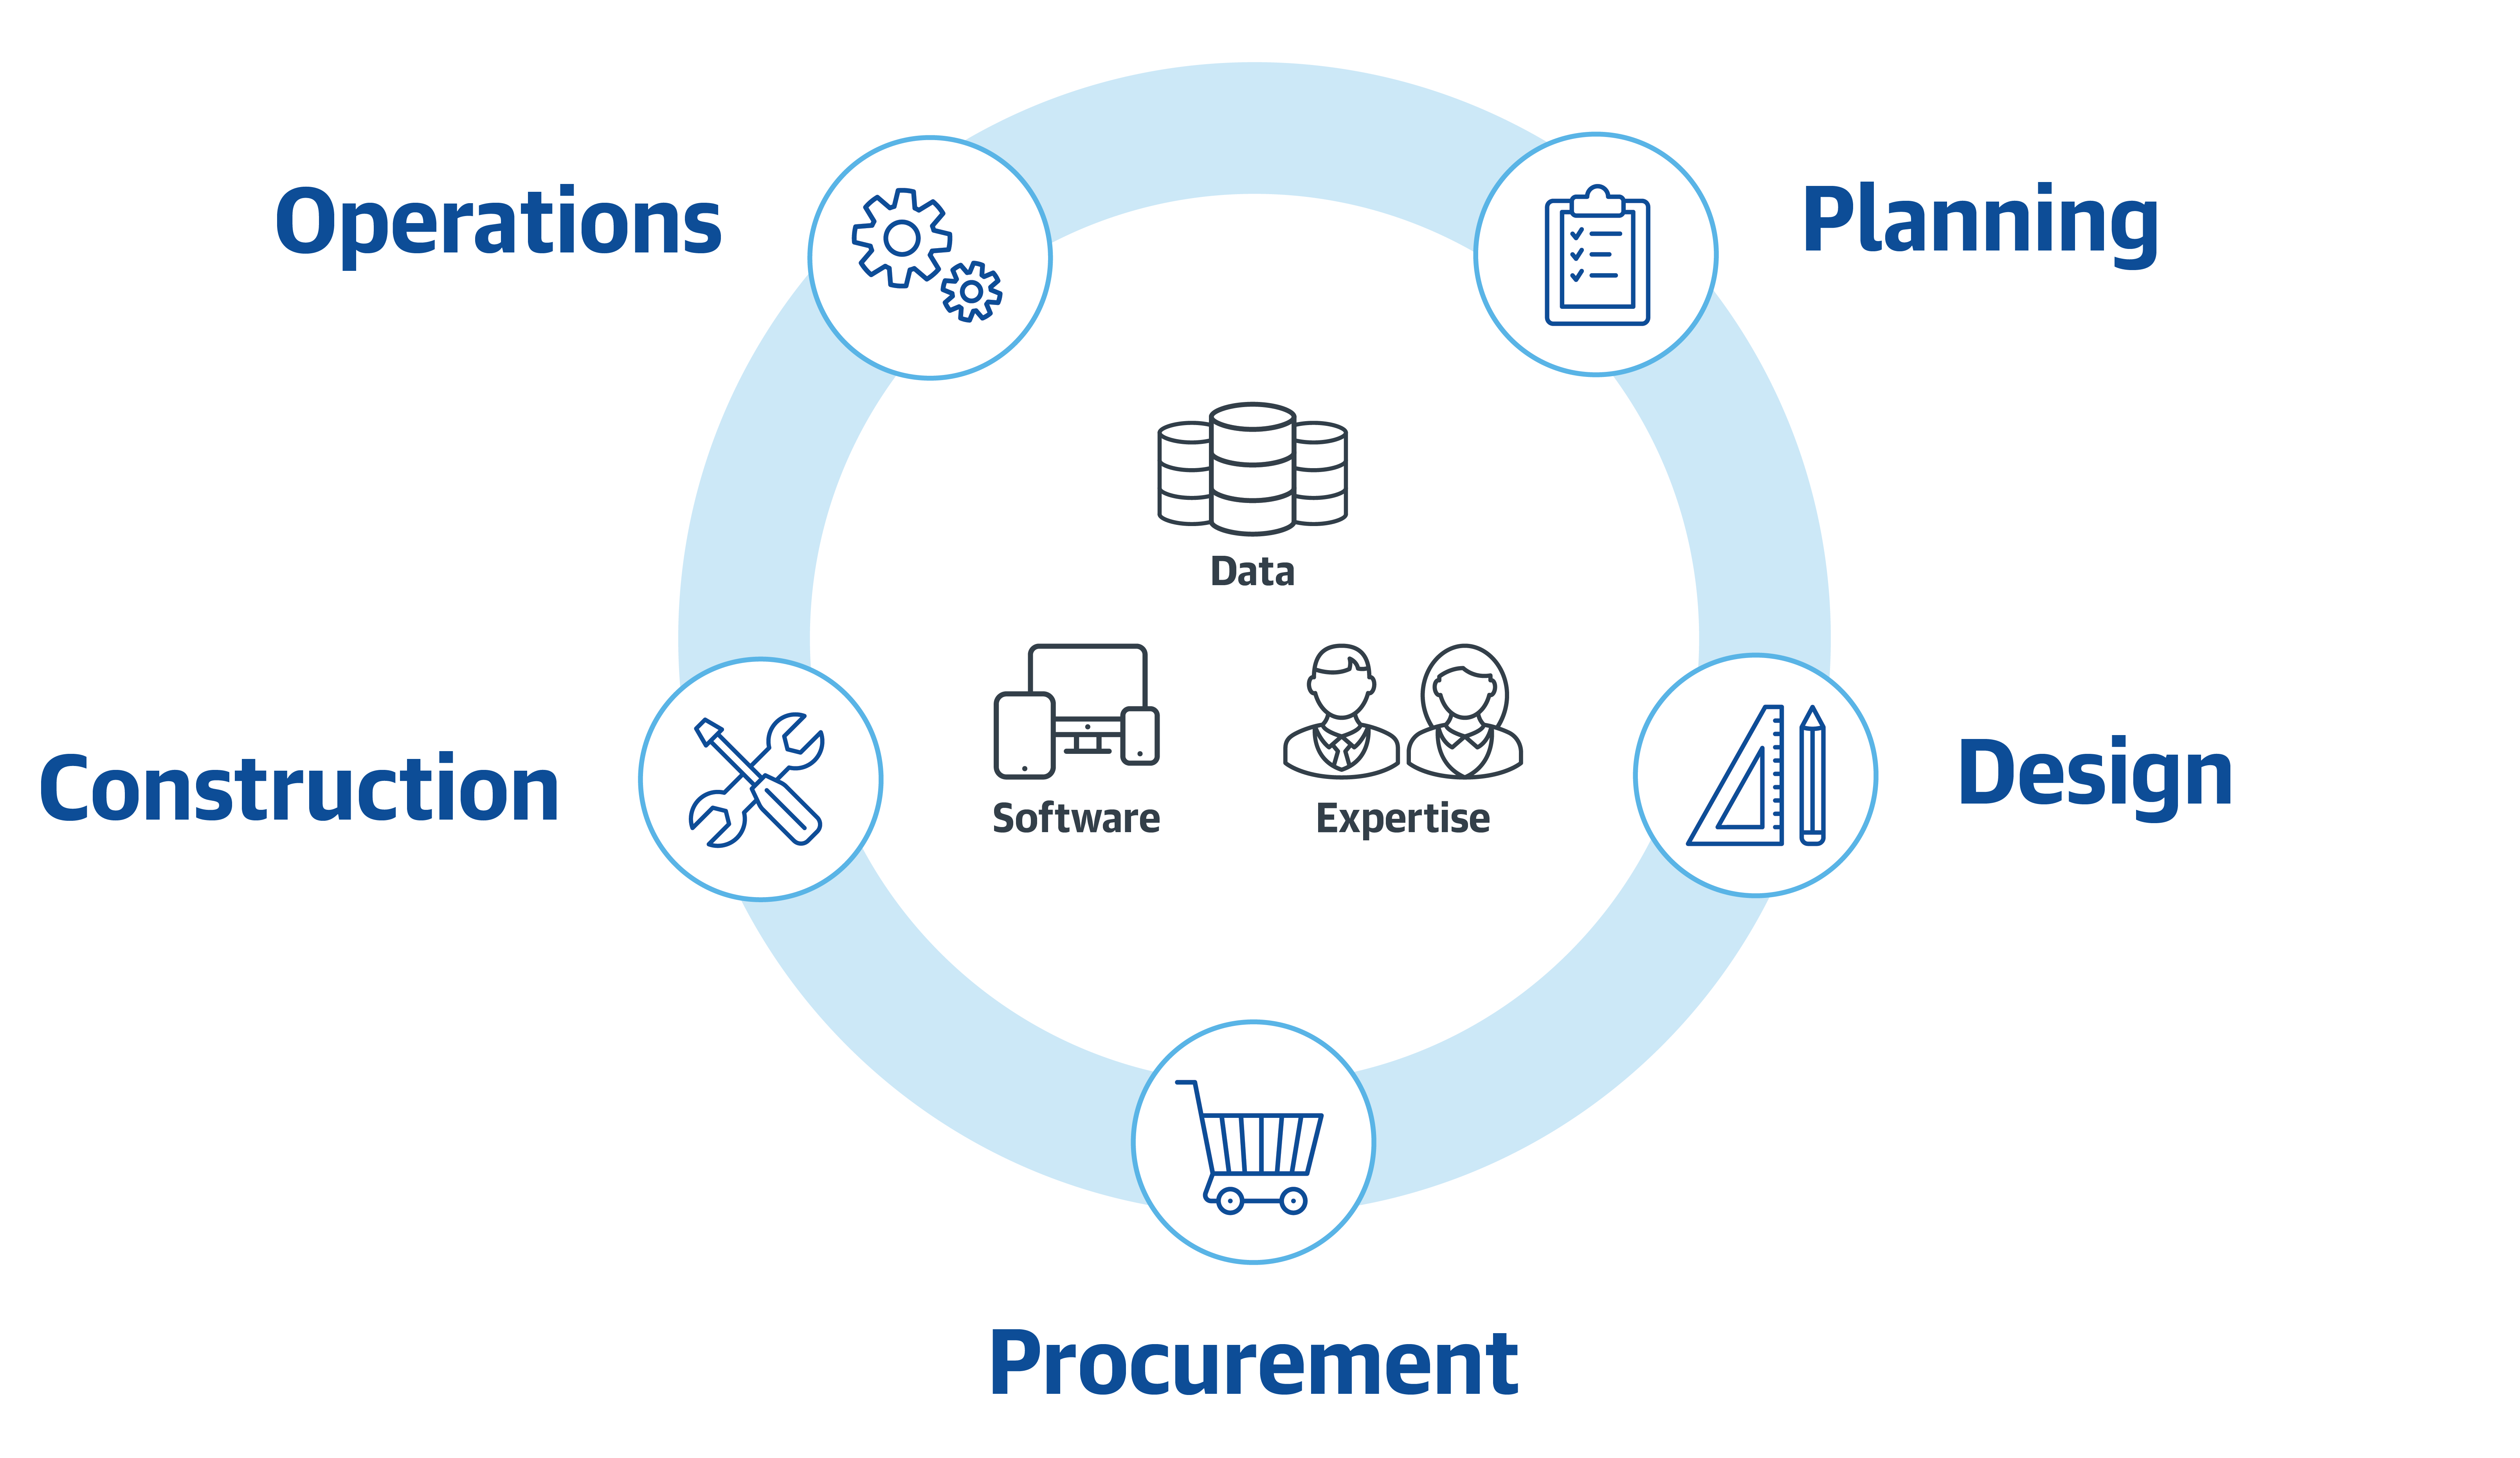 Operations
Planning
Data
Software
Expertise
Construction
Design
Procurement